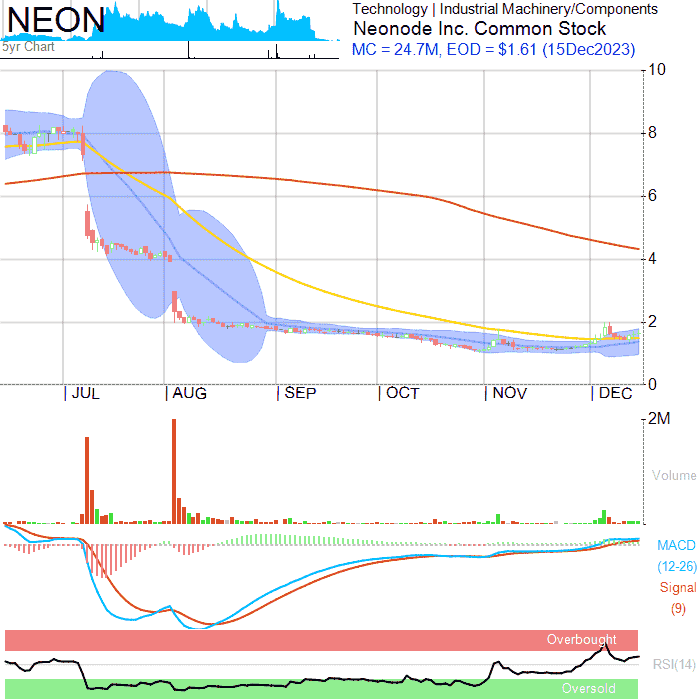 NEON
5yr Chart
Technology | Industrial Machinery/Components
Neonode Inc. Common Stock
MC = 24.7M, EOD = $1.61 (15Dec2023)
10
8
6
4
2
0
JUL AUG SEP OCT NOV DEC
2M
Volume
MACD
(12-26)
Signal
(9)
Overbought
RSI(14)
Oversold